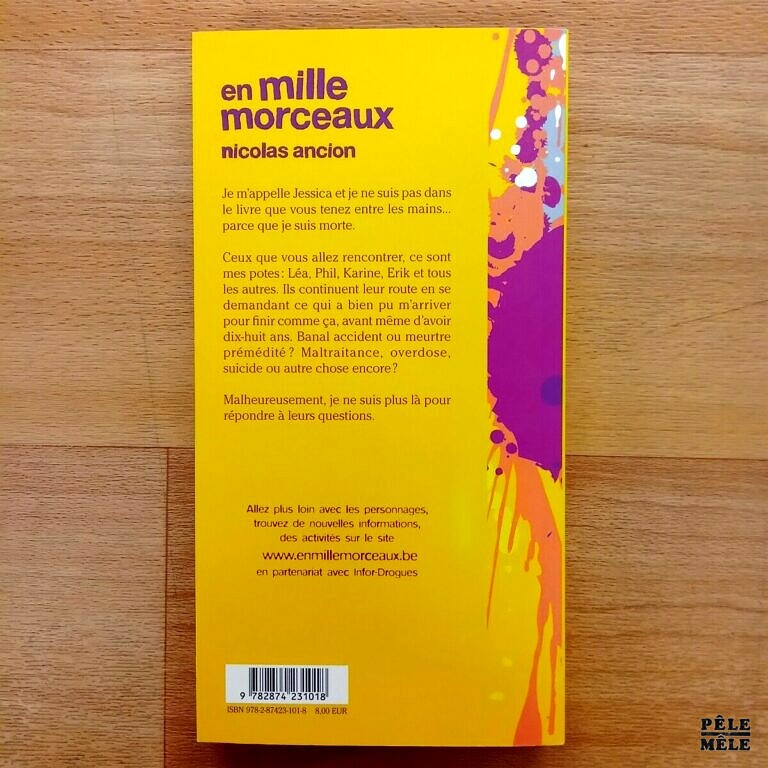 en mille
morceaux
nicolas ancion
Je m'appelle Jessica et je ne suis pas dans
le livre que vous tenez entre les mains...
parce que je suis morte.
Ceux que vous allez rencontrer, ce sont
mes potes : Léa, Phil, Karine, Erik et tous
les autres. Ils continuent leur route en se
demandant ce qui a bien pu m'arriver
pour finir comme ça, avant même d'avoir
dix-huit ans. Banal accident ou meurtre
prémédité ? Maltraitance, overdose,
suicide ou autre chose encore ?
Malheureusement, je ne suis plus là pour
répondre à leurs questions.
Allez plus loin avec les personnages,
trouvez de nouvelles informations,
des activités sur le site
www.enmillemorceaux.be
en partenariat avec Infor-Drogues
9 782874 231018
ISBN 978-2-87423-101-8 8,00 EUR
PÊLE
MÊLE